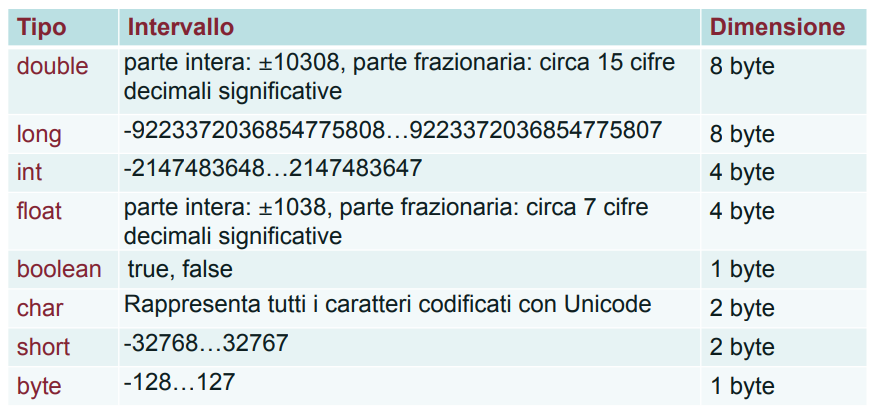 Tipo Intervallo Dimensione
double parte intera: ±10308, parte frazionaria: circa 15 cifre decimali significative 8 byte
long -9223372036854775808…9223372036854775807 8 byte
int -2147483648…2147483647 4 byte
float parte intera: ±1038, parte frazionaria: circa 7 cifre decimali significative 4 byte
boolean true, false 1 byte
char Rappresenta tutti i caratteri codificati con Unicode 2 byte
short -32768…32767 2 byte
byte -128…127 1 byte